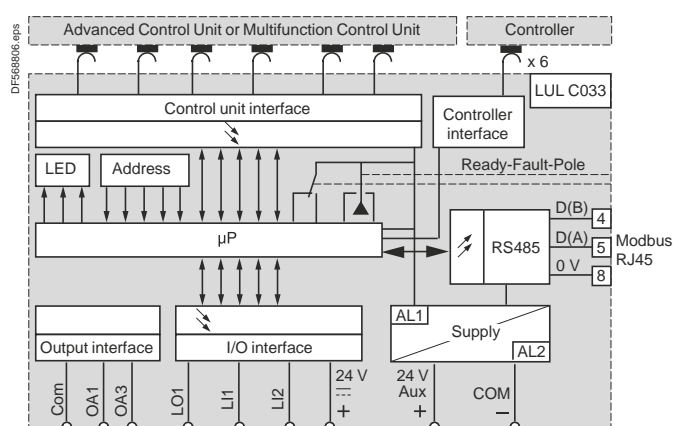 Advanced Control Unit or Multifunction Control Unit
Controller
DF568806.eps
x 6
LUL C033
Control unit interface
Controller
interface
Ready-Fault-Pole
LED
Address
µP
RS485
D(B)
4
D(A)
5
0 V
8
Modbus
RJ45
AL1
Supply
AL2
Output interface
I/O interface
Com
OA1
OA3
LO1
LI1
LI2
24 V
+
24 V
Aux
+
COM
–